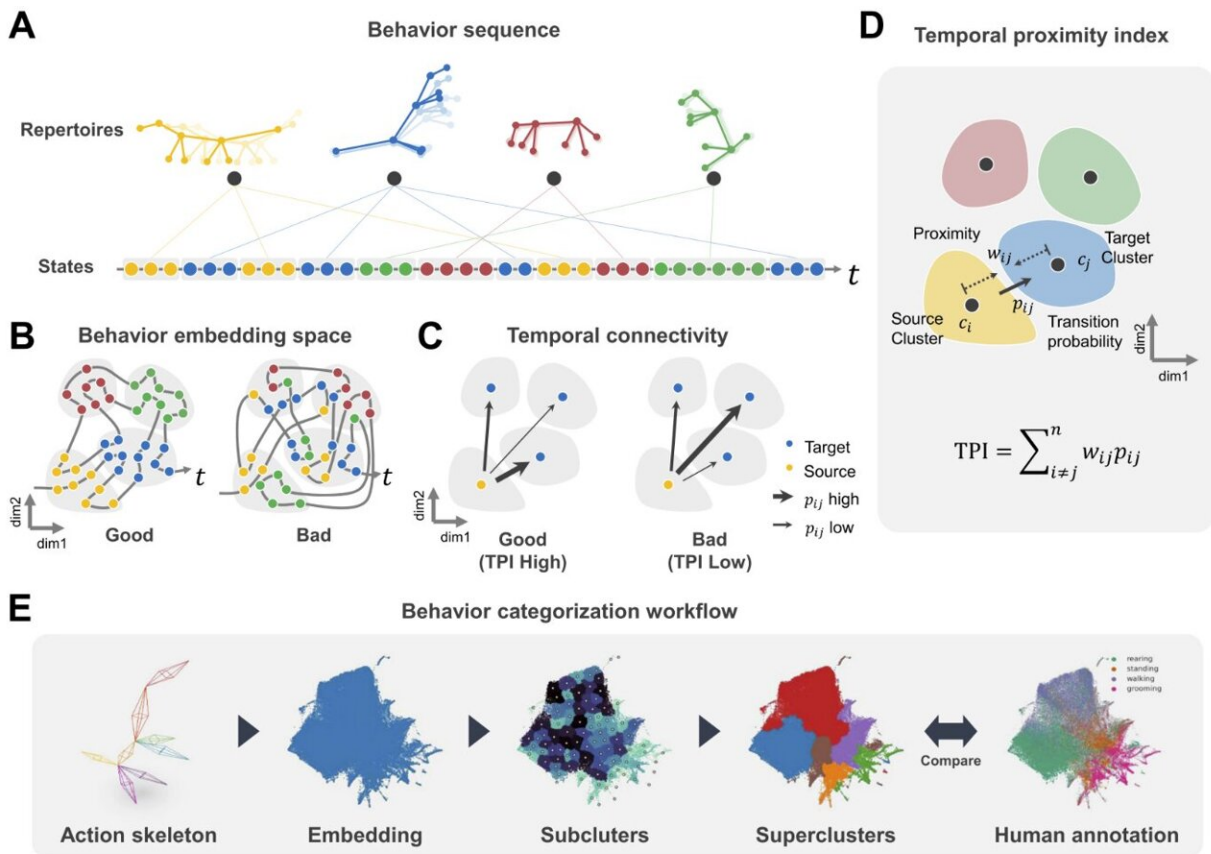 A
Behavior sequence
Repertoires
States
t
B
Behavior embedding space
t
t
dim2
dim1
Good
Bad
C
Temporal connectivity
Target
Source
p_ij high
p_ij low
dim2
dim1
Good
(TPI High)
Bad
(TPI Low)
D
Temporal proximity index
Proximity
w_ij
Target
Cluster
c_j
p_ij
c_i
Source
Cluster
Transition
probability
dim2
dim1
TPI = ∑_{i≠j}^{n} w_ij p_ij
E
Behavior categorization workflow
rearing
standing
walking
grooming
Compare
Action skeleton
Embedding
Subcluters
Superclusters
Human annotation